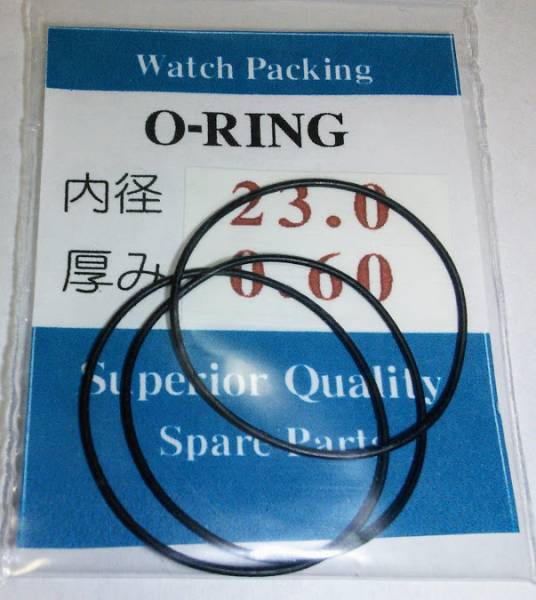 Watch Packing
O-RING
内径 23.0
厚み 0.60
Superior Quality
Spare Parts